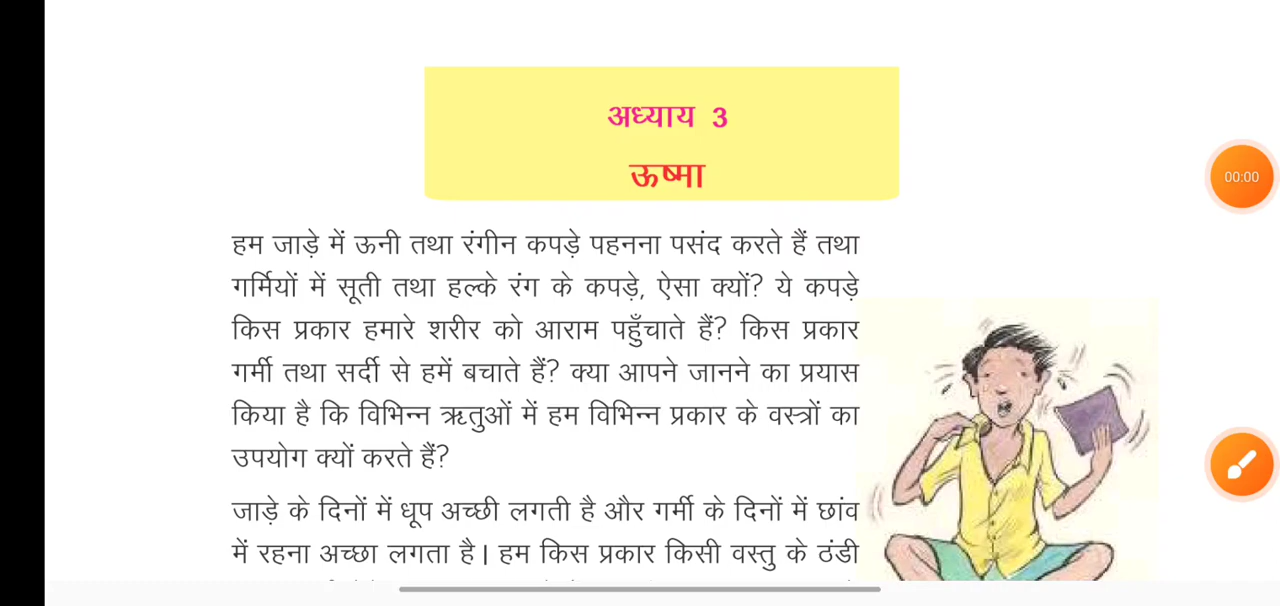 अध्याय 3
ऊष्मा
हम जाड़े में ऊनी तथा रंगीन कपड़े पहनना पसंद करते हैं तथा
गर्मियों में सूती तथा हल्के रंग के कपड़े, ऐसा क्यों? ये कपड़े
किस प्रकार हमारे शरीर को आराम पहुँचाते हैं? किस प्रकार
गर्मी तथा सर्दी से हमें बचाते हैं? क्या आपने जानने का प्रयास
किया है कि विभिन्न ऋतुओं में हम विभिन्न प्रकार के वस्त्रों का
उपयोग क्यों करते हैं?
जाड़े के दिनों में धूप अच्छी लगती है और गर्मी के दिनों में छांव
में रहना अच्छा लगता है। हम किस प्रकार किसी वस्तु के ठंडी
00:00